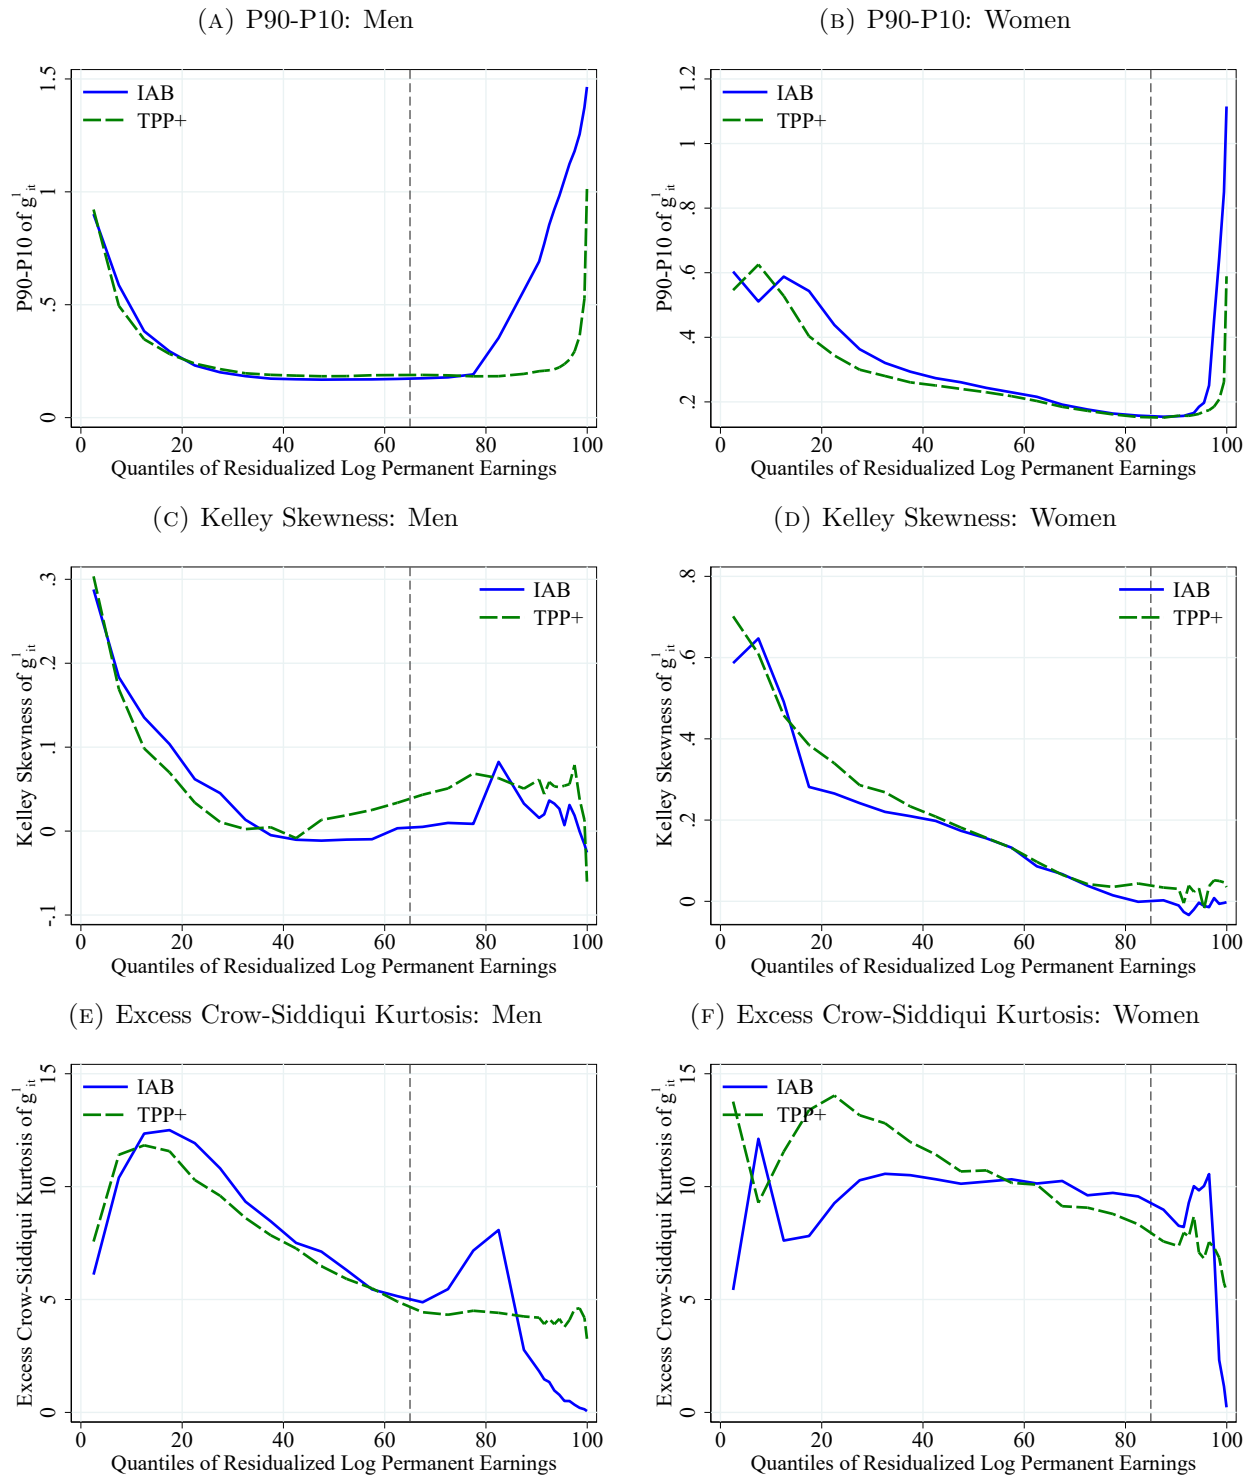 (A) P90-P10: Men
P90-P10 of g¹ᵢₜ
1.5
1
.5
0
IAB
TPP+
0 20 40 60 80 100
Quantiles of Residualized Log Permanent Earnings
(B) P90-P10: Women
P90-P10 of g¹ᵢₜ
1.2
1
.8
.6
.4
.2
IAB
TPP+
0 20 40 60 80 100
Quantiles of Residualized Log Permanent Earnings
(C) Kelley Skewness: Men
Kelley Skewness of g¹ᵢₜ
.3
.2
.1
0
-.1
IAB
TPP+
0 20 40 60 80 100
Quantiles of Residualized Log Permanent Earnings
(D) Kelley Skewness: Women
Kelley Skewness of g¹ᵢₜ
.8
.6
.4
.2
0
IAB
TPP+
0 20 40 60 80 100
Quantiles of Residualized Log Permanent Earnings
(E) Excess Crow-Siddiqui Kurtosis: Men
Excess Crow-Siddiqui Kurtosis of g¹ᵢₜ
15
10
5
0
IAB
TPP+
0 20 40 60 80 100
Quantiles of Residualized Log Permanent Earnings
(F) Excess Crow-Siddiqui Kurtosis: Women
Excess Crow-Siddiqui Kurtosis of g¹ᵢₜ
15
10
5
0
IAB
TPP+
0 20 40 60 80 100
Quantiles of Residualized Log Permanent Earnings